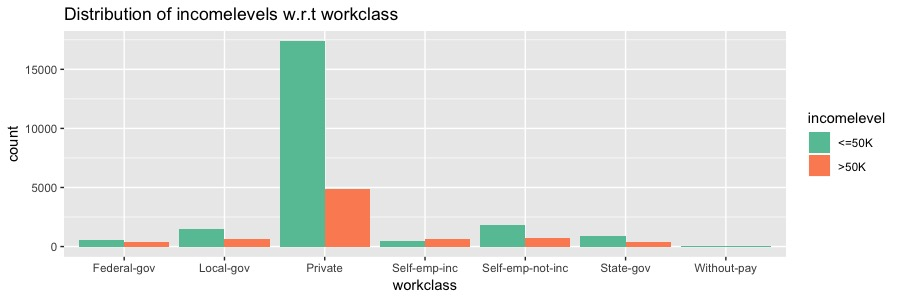 Distribution of incomelevels w.r.t workclass
count
15000
10000
5000
0
Federal-gov Local-gov Private Self-emp-inc Self-emp-not-inc State-gov Without-pay
workclass
incomelevel
<=50K
>50K